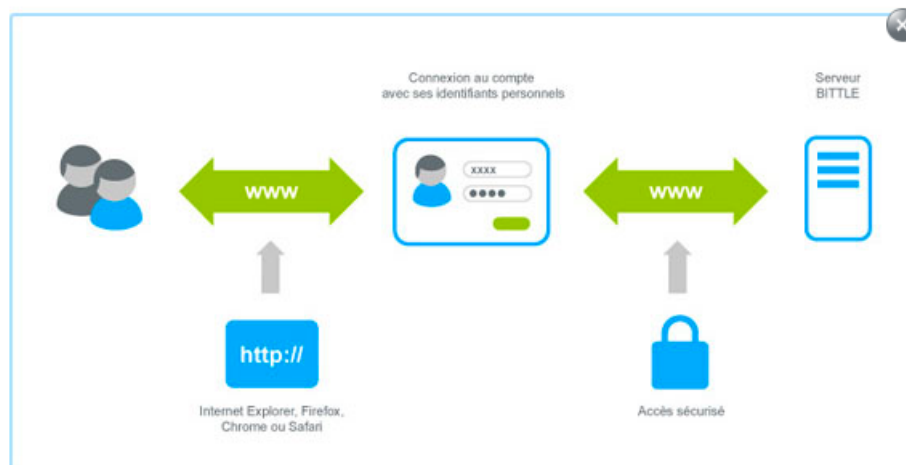 Connexion au compte
avec ses identifiants personnels
Serveur
BITTLE
www
xxxx
www
http://
Internet Explorer, Firefox,
Chrome ou Safari
Accès sécurisé